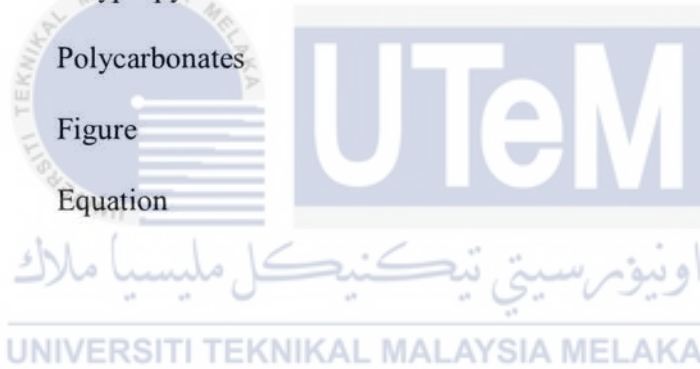 Polycarbonates
Figure
Equation
UTeM
اونيۏرسيتي تيكنيكل مليسيا ملاك
UNIVERSITI TEKNIKAL MALAYSIA MELAKA